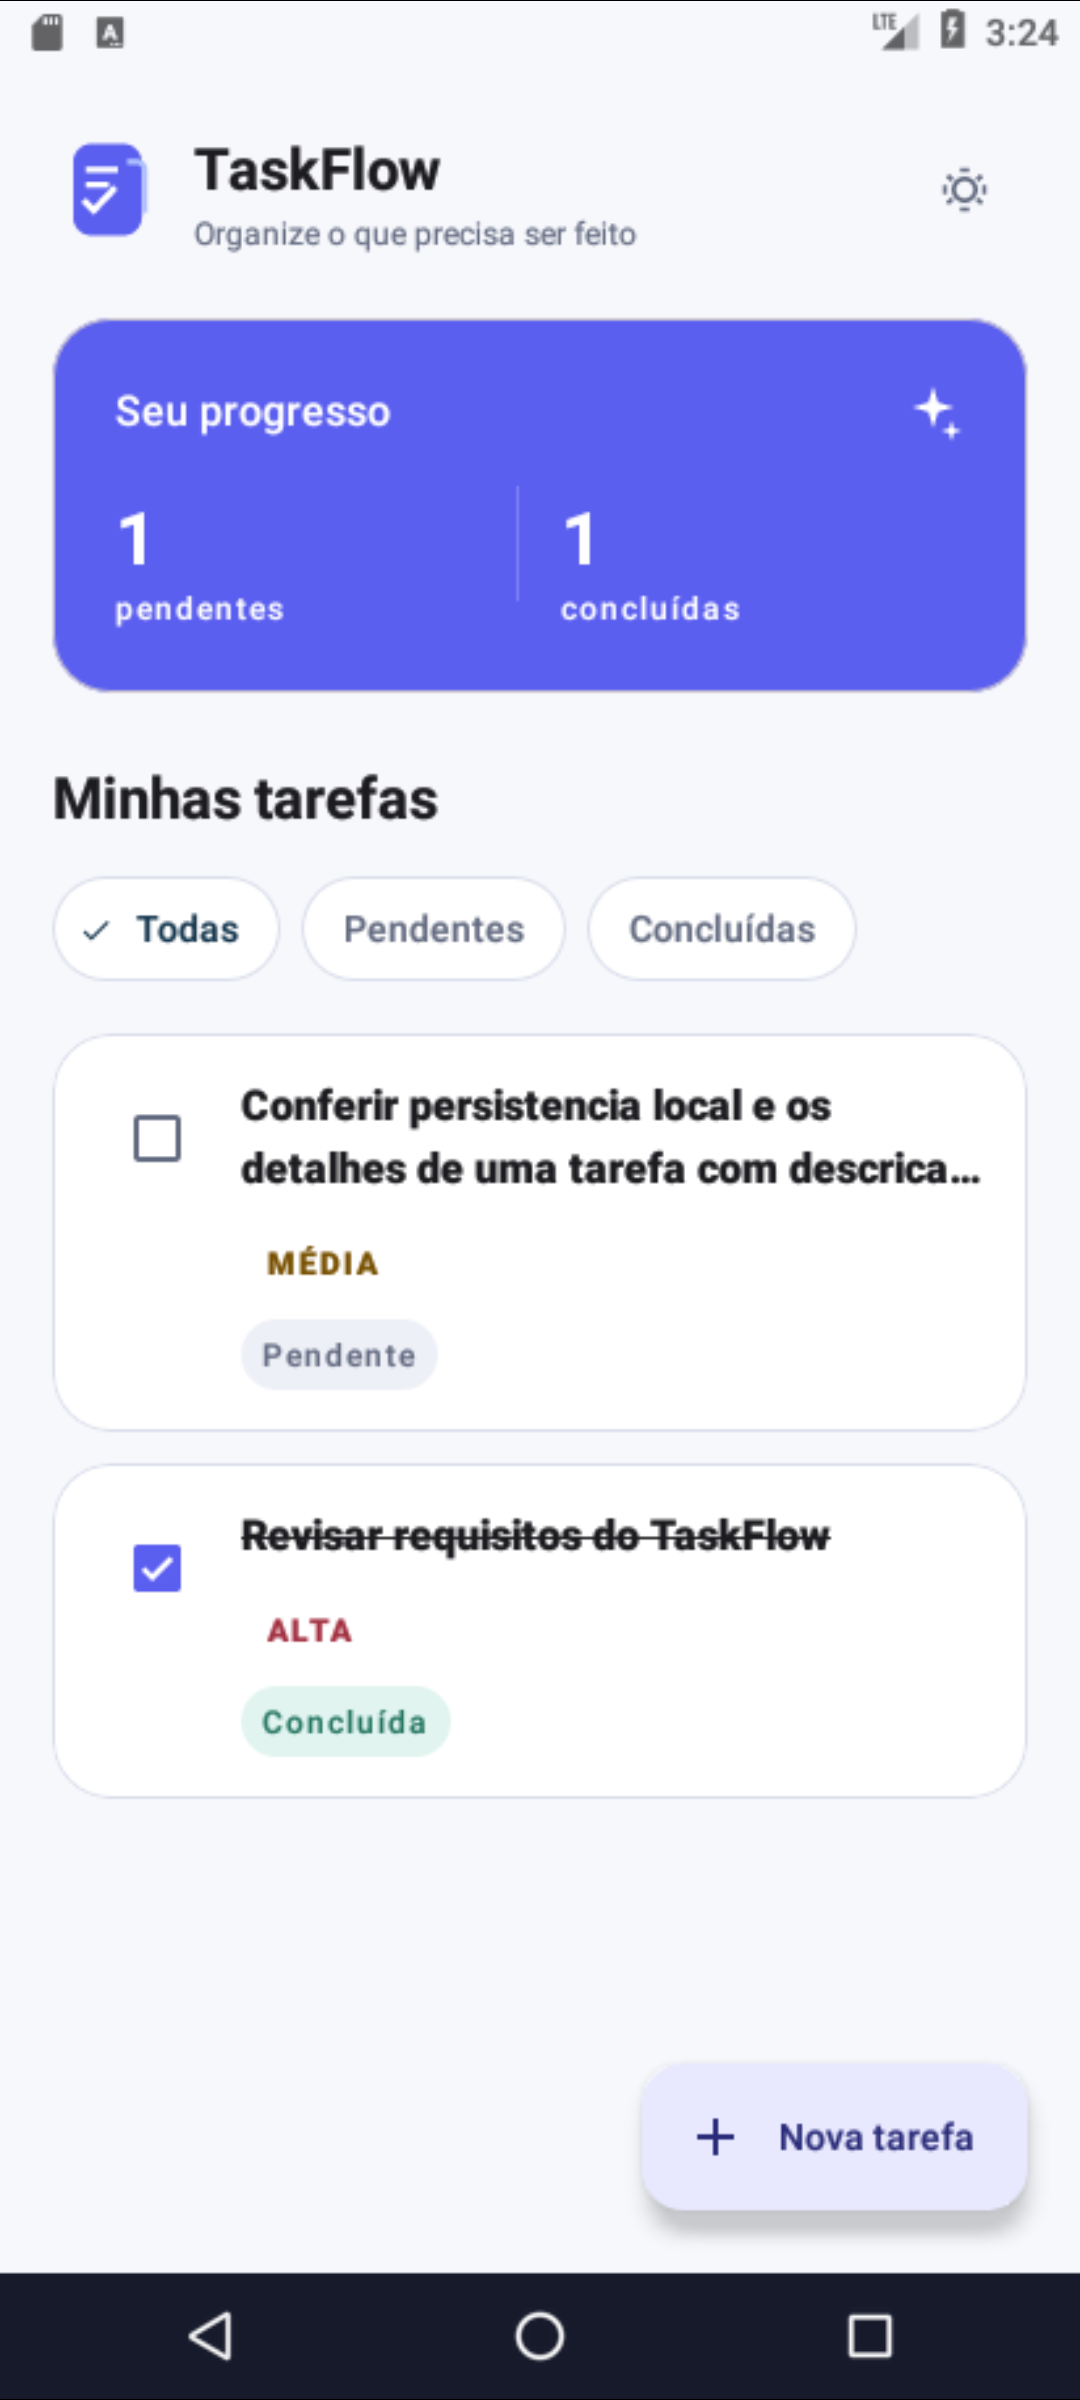 LTE 3:24
TaskFlow
Organize o que precisa ser feito
Seu progresso
1
pendentes
1
concluídas
Minhas tarefas
Todas
Pendentes
Concluídas
Conferir persistencia local e os
detalhes de uma tarefa com descrica...
MÉDIA
Pendente
Revisar requisitos do TaskFlow
ALTA
Concluída
Nova tarefa